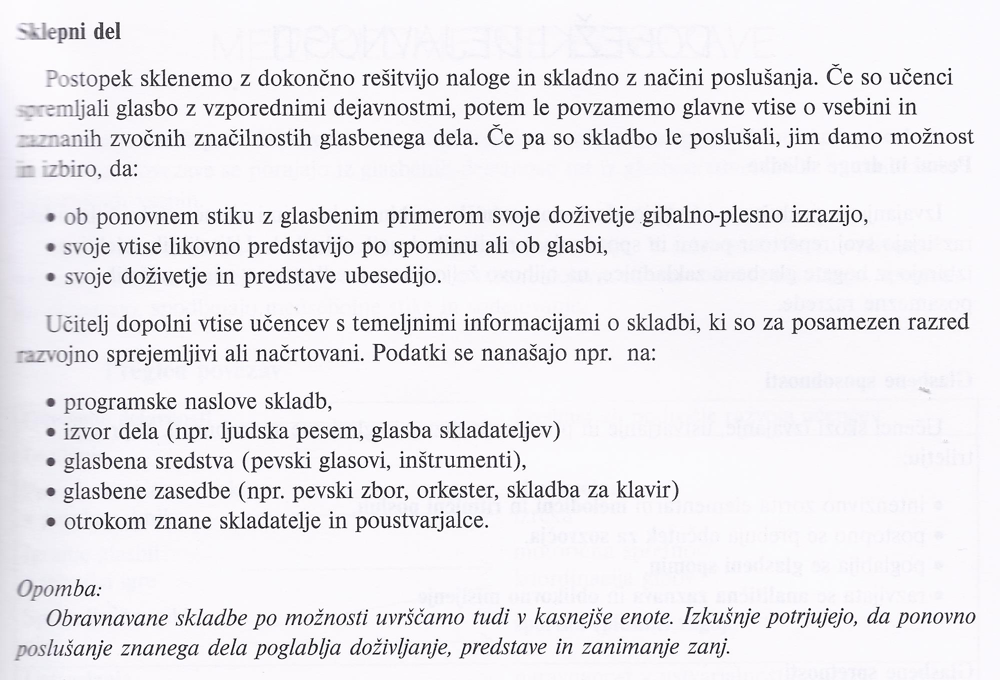 Sklepni del
Postopek sklenemo z dokončno rešitvijo naloge in skladno z načini poslušanja. Če so učenci
spremljali glasbo z vzporednimi dejavnostmi, potem le povzamemo glavne vtise o vsebini in
zaznanih zvočnih značilnostih glasbenega dela. Če pa so skladbo le poslušali, jim damo možnost
in izbiro, da:
• ob ponovnem stiku z glasbenim primerom svoje doživetje gibalno-plesno izrazijo,
• svoje vtise likovno predstavijo po spominu ali ob glasbi,
• svoje doživetje in predstave ubesedijo.
Učitelj dopolni vtise učencev s temeljnimi informacijami o skladbi, ki so za posamezen razred
razvojno sprejemljivi ali načrtovani. Podatki se nanašajo npr. na:
• programske naslove skladb,
• izvor dela (npr. ljudska pesem, glasba skladateljev)
• glasbena sredstva (pevski glasovi, inštrumenti),
• glasbene zasedbe (npr. pevski zbor, orkester, skladba za klavir)
• otrokom znane skladatelje in poustvarjalce.
Opomba:
Obravnavane skladbe po možnosti uvrščamo tudi v kasnejše enote. Izkušnje potrjujejo, da ponovno
poslušanje znanega dela poglablja doživljanje, predstave in zanimanje zanj.